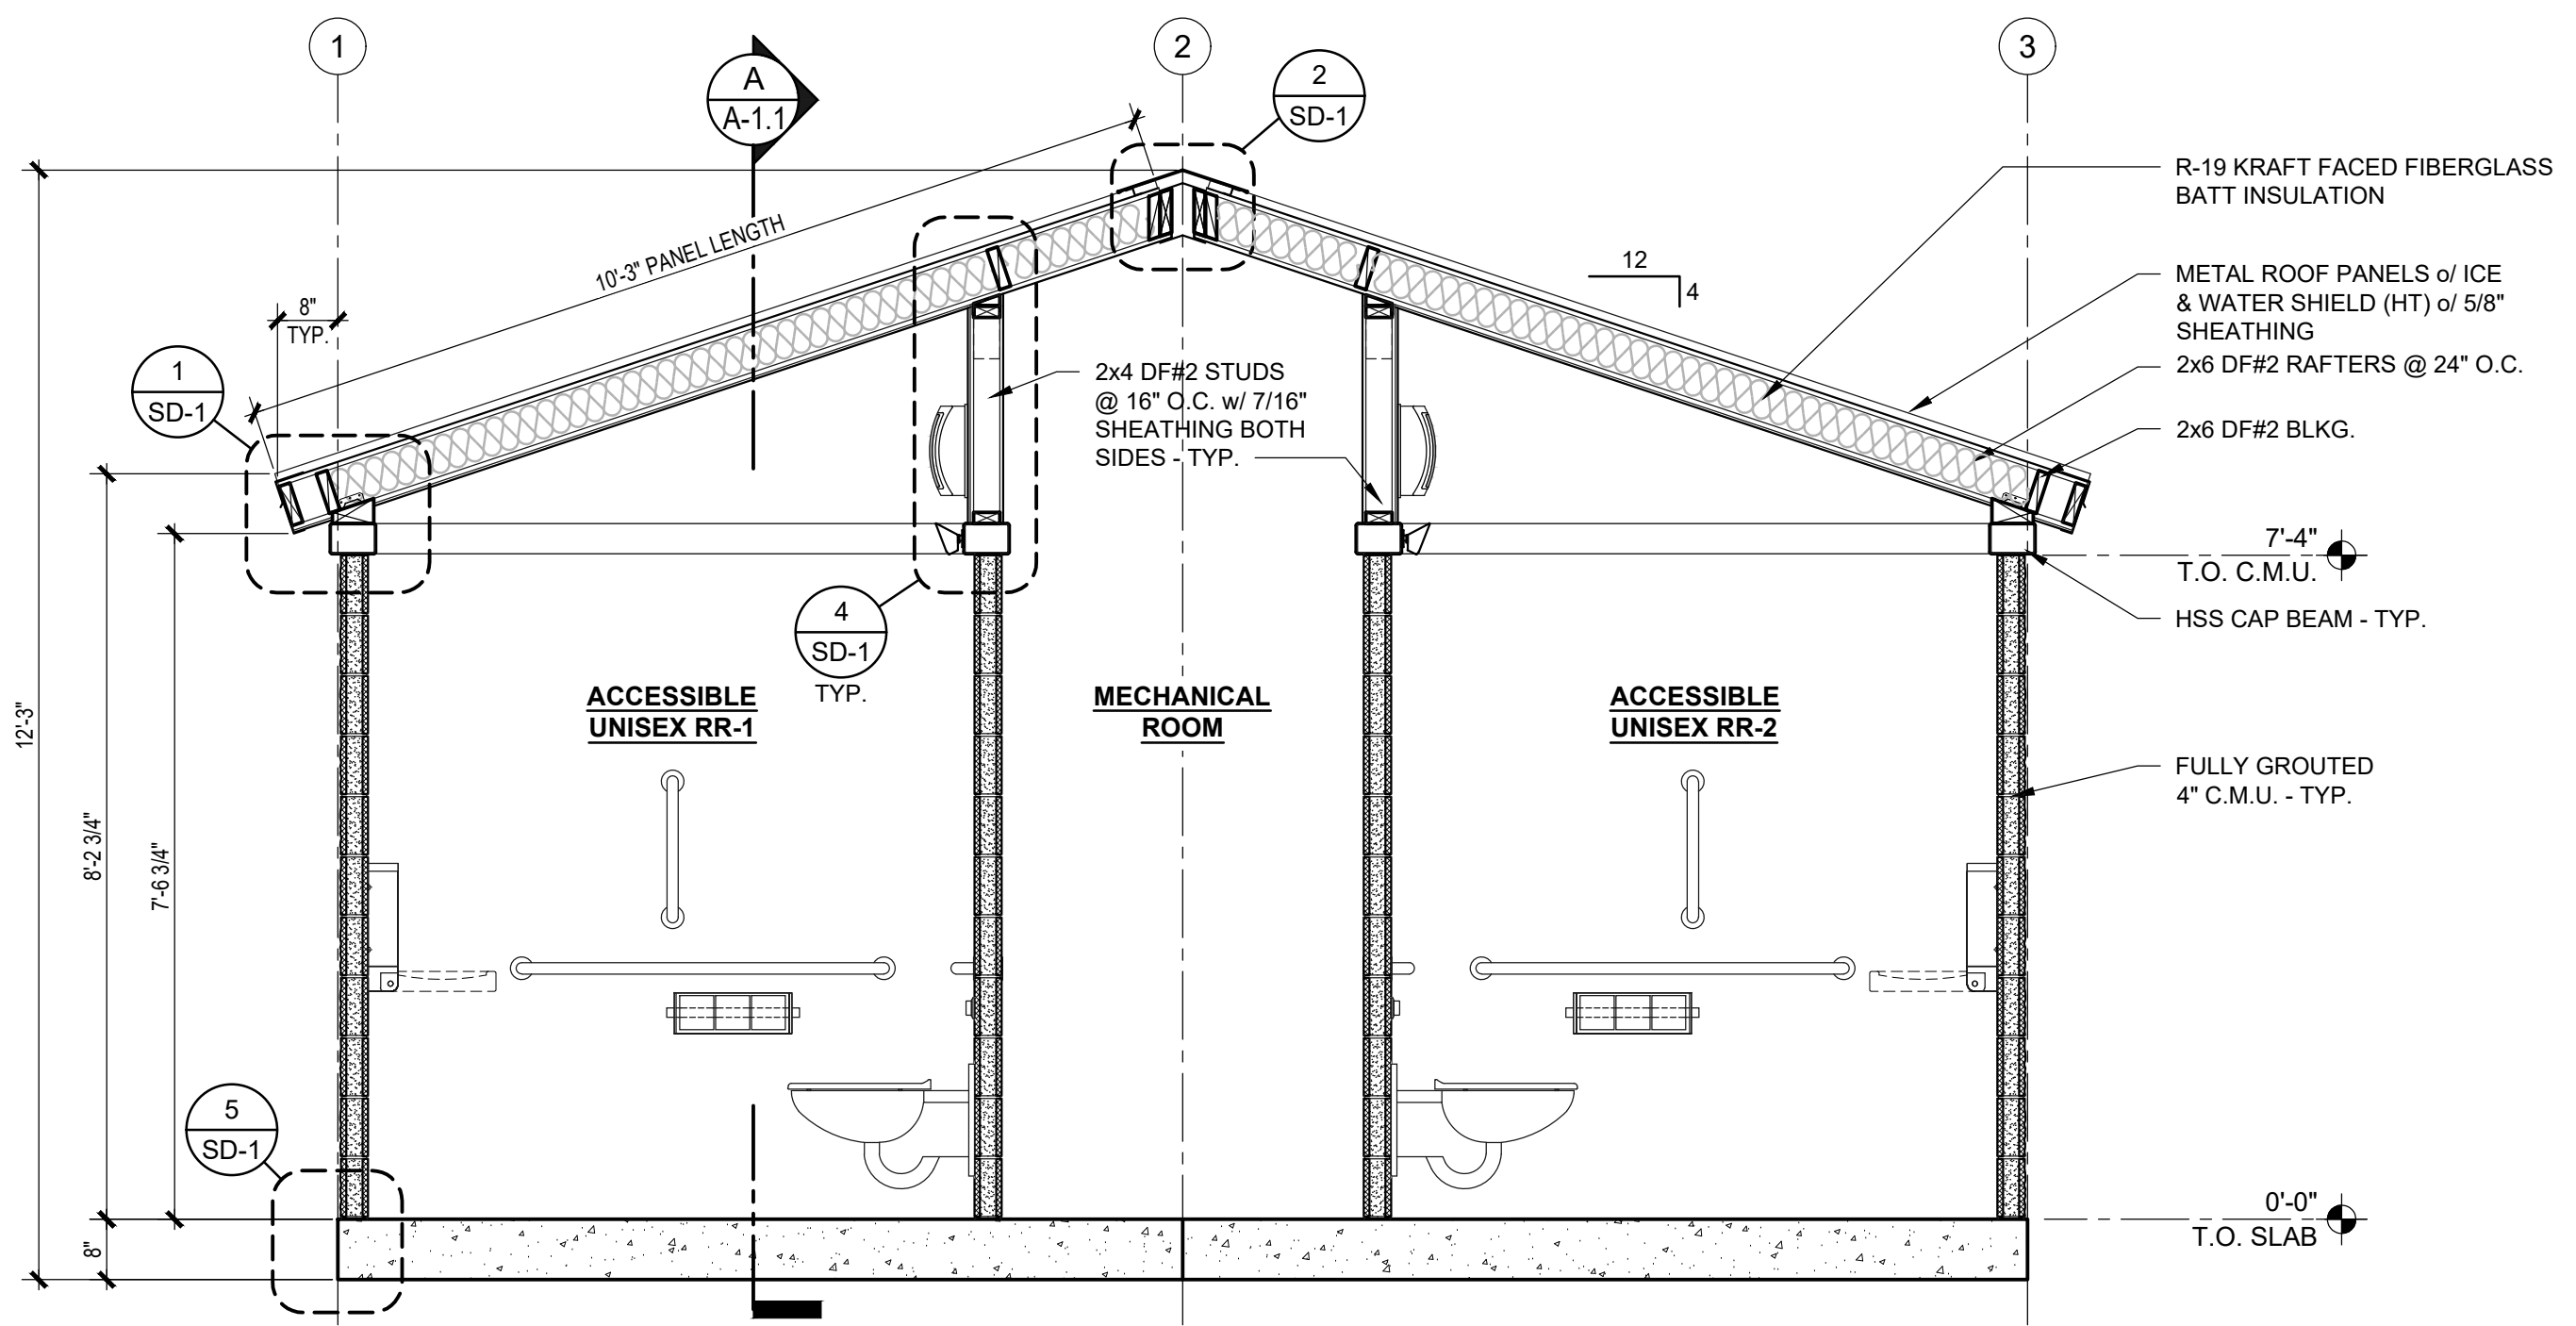 1
2
3
A
A-1.1
2
SD-1
10'-3" PANEL LENGTH
R-19 KRAFT FACED FIBERGLASS
BATT INSULATION
12
4
METAL ROOF PANELS o/ ICE
& WATER SHIELD (HT) o/ 5/8"
SHEATHING
8"
TYP.
1
SD-1
2x4 DF#2 STUDS
@ 16" O.C. w/ 7/16"
SHEATHING BOTH
SIDES - TYP.
2x6 DF#2 RAFTERS @ 24" O.C.
2x6 DF#2 BLKG.
7'-4"
T.O. C.M.U.
HSS CAP BEAM - TYP.
4
SD-1
TYP.
ACCESSIBLE
UNISEX RR-1
MECHANICAL
ROOM
ACCESSIBLE
UNISEX RR-2
12'-3"
8'-2 3/4"
7'-6 3/4"
FULLY GROUTED
4" C.M.U. - TYP.
5
SD-1
8"
0'-0"
T.O. SLAB